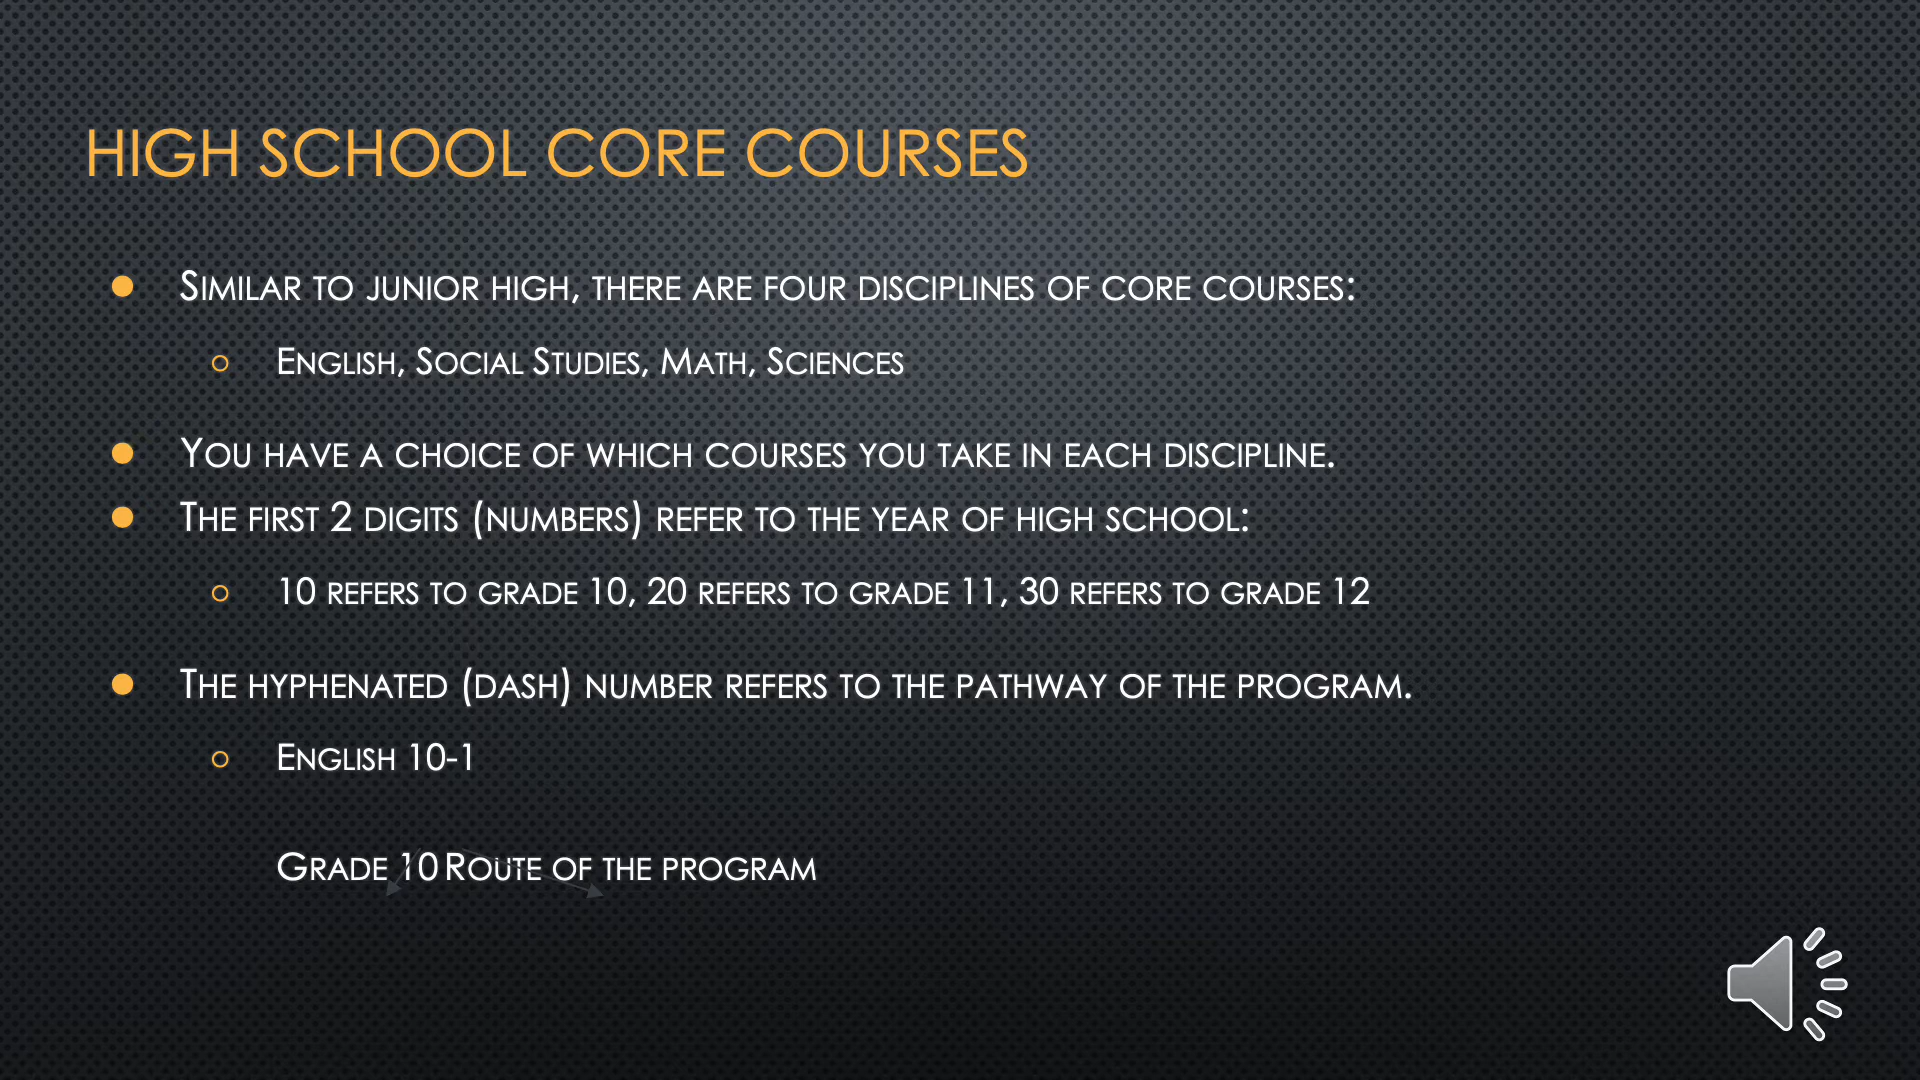 HIGH SCHOOL CORE COURSES
Similar to junior high, there are four disciplines of core courses:
English, Social Studies, Math, Sciences
You have a choice of which courses you take in each discipline.
The first 2 digits (numbers) refer to the year of high school:
10 refers to grade 10, 20 refers to grade 11, 30 refers to grade 12
The hyphenated (dash) number refers to the pathway of the program.
English 10-1
Grade 10 Route of the program